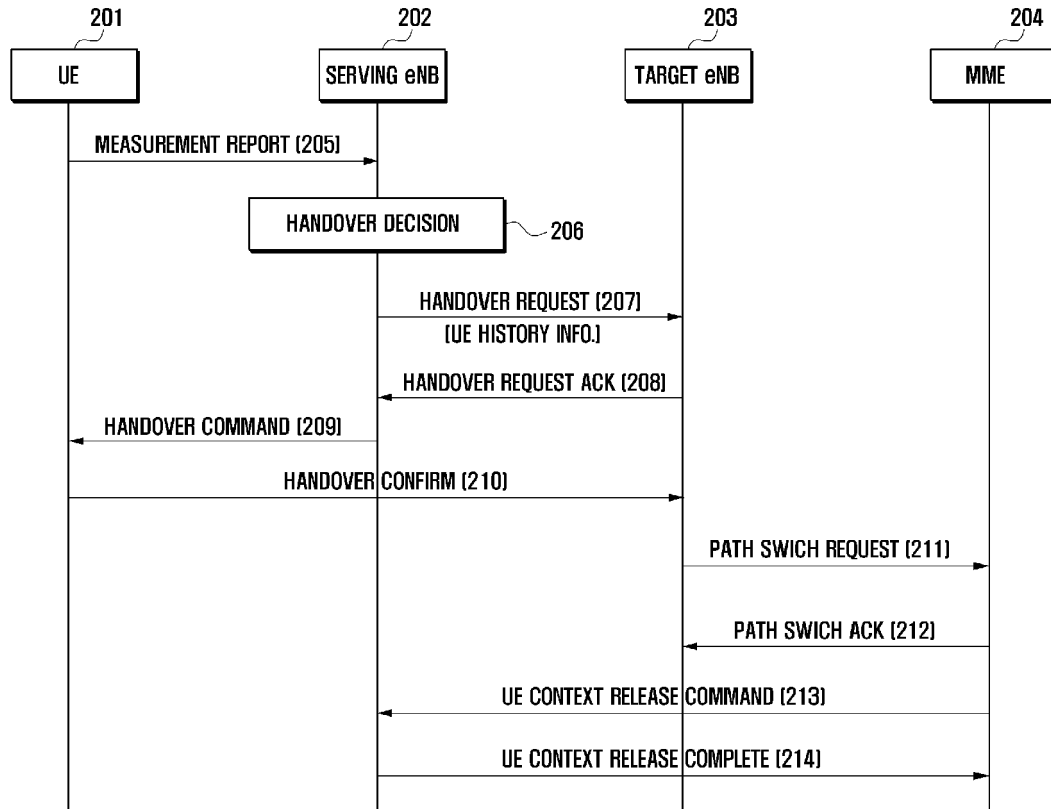 201
202
203
204
UE
SERVING eNB
TARGET eNB
MME
MEASUREMENT REPORT (205)
HANDOVER DECISION
206
HANDOVER REQUEST (207)
(UE HISTORY INFO.)
HANDOVER REQUEST ACK (208)
HANDOVER COMMAND (209)
HANDOVER CONFIRM (210)
PATH SWICH REQUEST (211)
PATH SWICH ACK (212)
UE CONTEXT RELEASE COMMAND (213)
UE CONTEXT RELEASE COMPLETE (214)